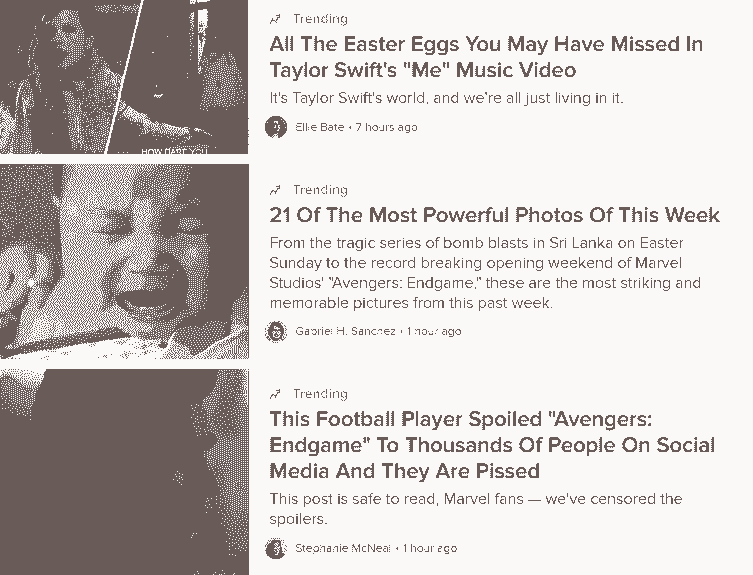 Trending
All The Easter Eggs You May Have Missed In
Taylor Swift's "Me" Music Video
It's Taylor Swift's world, and we're all just living in it.
Ellie Bate • 7 hours ago
HOW DARE YOU
Trending
21 Of The Most Powerful Photos Of This Week
From the tragic series of bomb blasts in Sri Lanka on Easter
Sunday to the record breaking opening weekend of Marvel
Studios' "Avengers: Endgame," these are the most striking and
memorable pictures from this past week.
Gabriel H. Sanchez • 1 hour ago
Trending
This Football Player Spoiled "Avengers:
Endgame" To Thousands Of People On Social
Media And They Are Pissed
This post is safe to read, Marvel fans — we've censored the
spoilers.
Stephanie McNeal • 1 hour ago